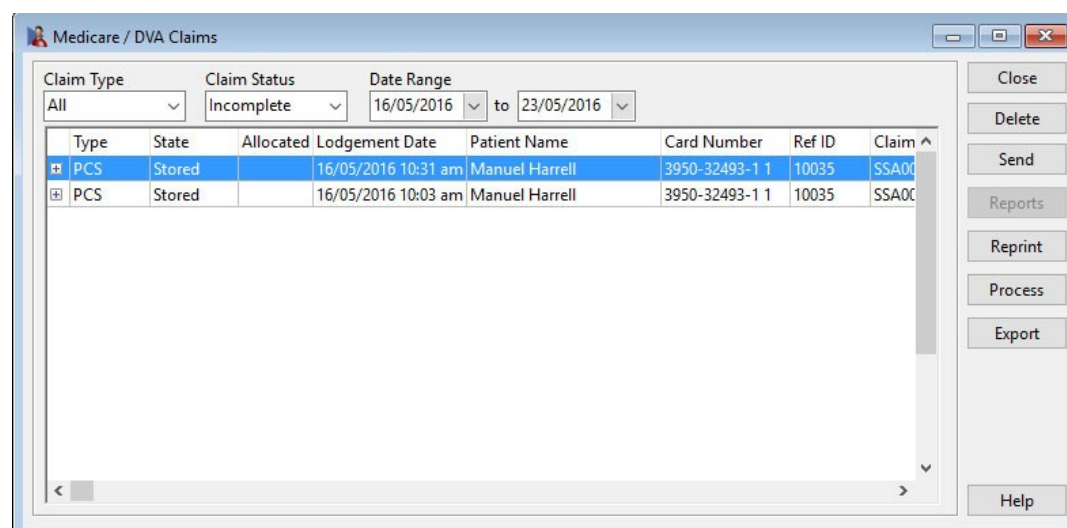 Medicare / DVA Claims
Claim Type Claim Status Date Range
All Incomplete 16/05/2016 to 23/05/2016
Type State Allocated Lodgement Date Patient Name Card Number Ref ID Claim
PCS Stored 16/05/2016 10:31 am Manuel Harrell 3950-32493-1 1 10035 SSA00
PCS Stored 16/05/2016 10:03 am Manuel Harrell 3950-32493-1 1 10035 SSA00
Close
Delete
Send
Reports
Reprint
Process
Export
Help